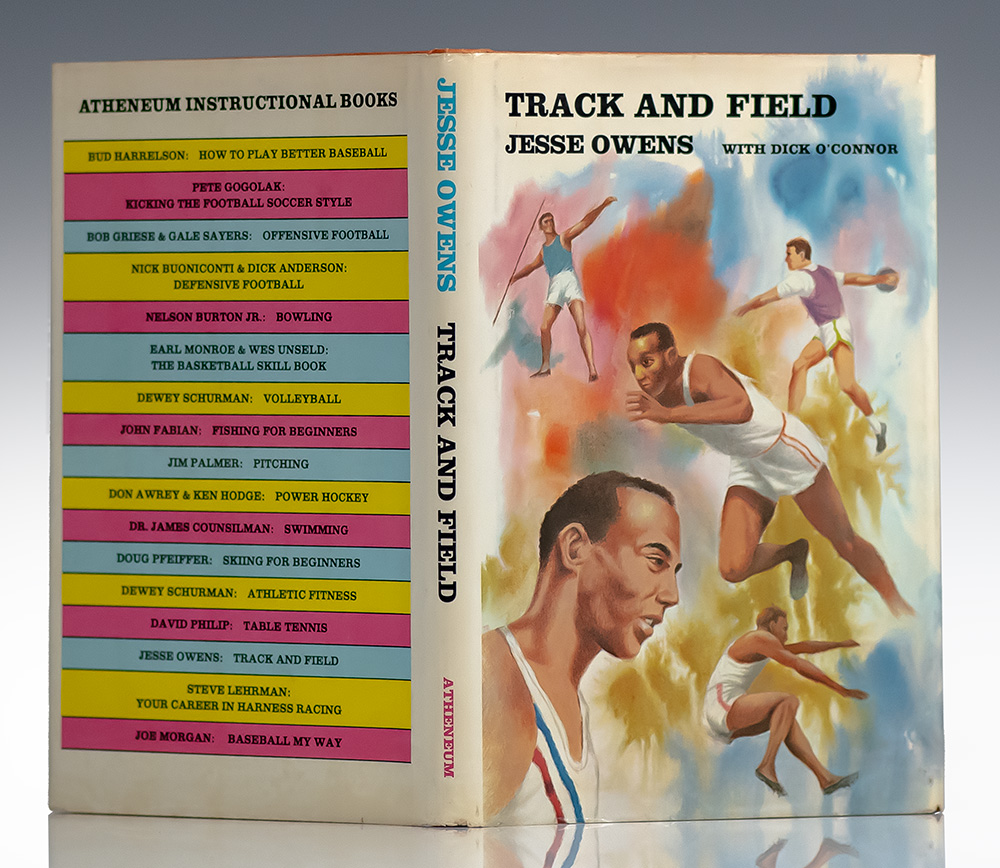 ATHENEUM INSTRUCTIONAL BOOKS
BUD HARRELSON: HOW TO PLAY BETTER BASEBALL
PETE GOGOLAK:
KICKING THE FOOTBALL SOCCER STYLE
BOB GRIESE & GALE SAYERS: OFFENSIVE FOOTBALL
NICK BUONICONTI & DICK ANDERSON:
DEFENSIVE FOOTBALL
NELSON BURTON JR.: BOWLING
EARL MONROE & WES UNSELD:
THE BASKETBALL SKILL BOOK
DEWEY SCHURMAN: VOLLEYBALL
JOHN FABIAN: FISHING FOR BEGINNERS
JIM PALMER: PITCHING
DON AWREY & KEN HODGE: POWER HOCKEY
DR. JAMES COUNSILMAN: SWIMMING
DOUG PFEIFFER: SKIING FOR BEGINNERS
DEWEY SCHURMAN: ATHLETIC FITNESS
DAVID PHILIP: TABLE TENNIS
JESSE OWENS: TRACK AND FIELD
STEVE LEHRMAN:
YOUR CAREER IN HARNESS RACING
JOE MORGAN: BASEBALL MY WAY
JESSE OWENS TRACK AND FIELD ATHENEUM
TRACK AND FIELD
JESSE OWENS WITH DICK O'CONNOR